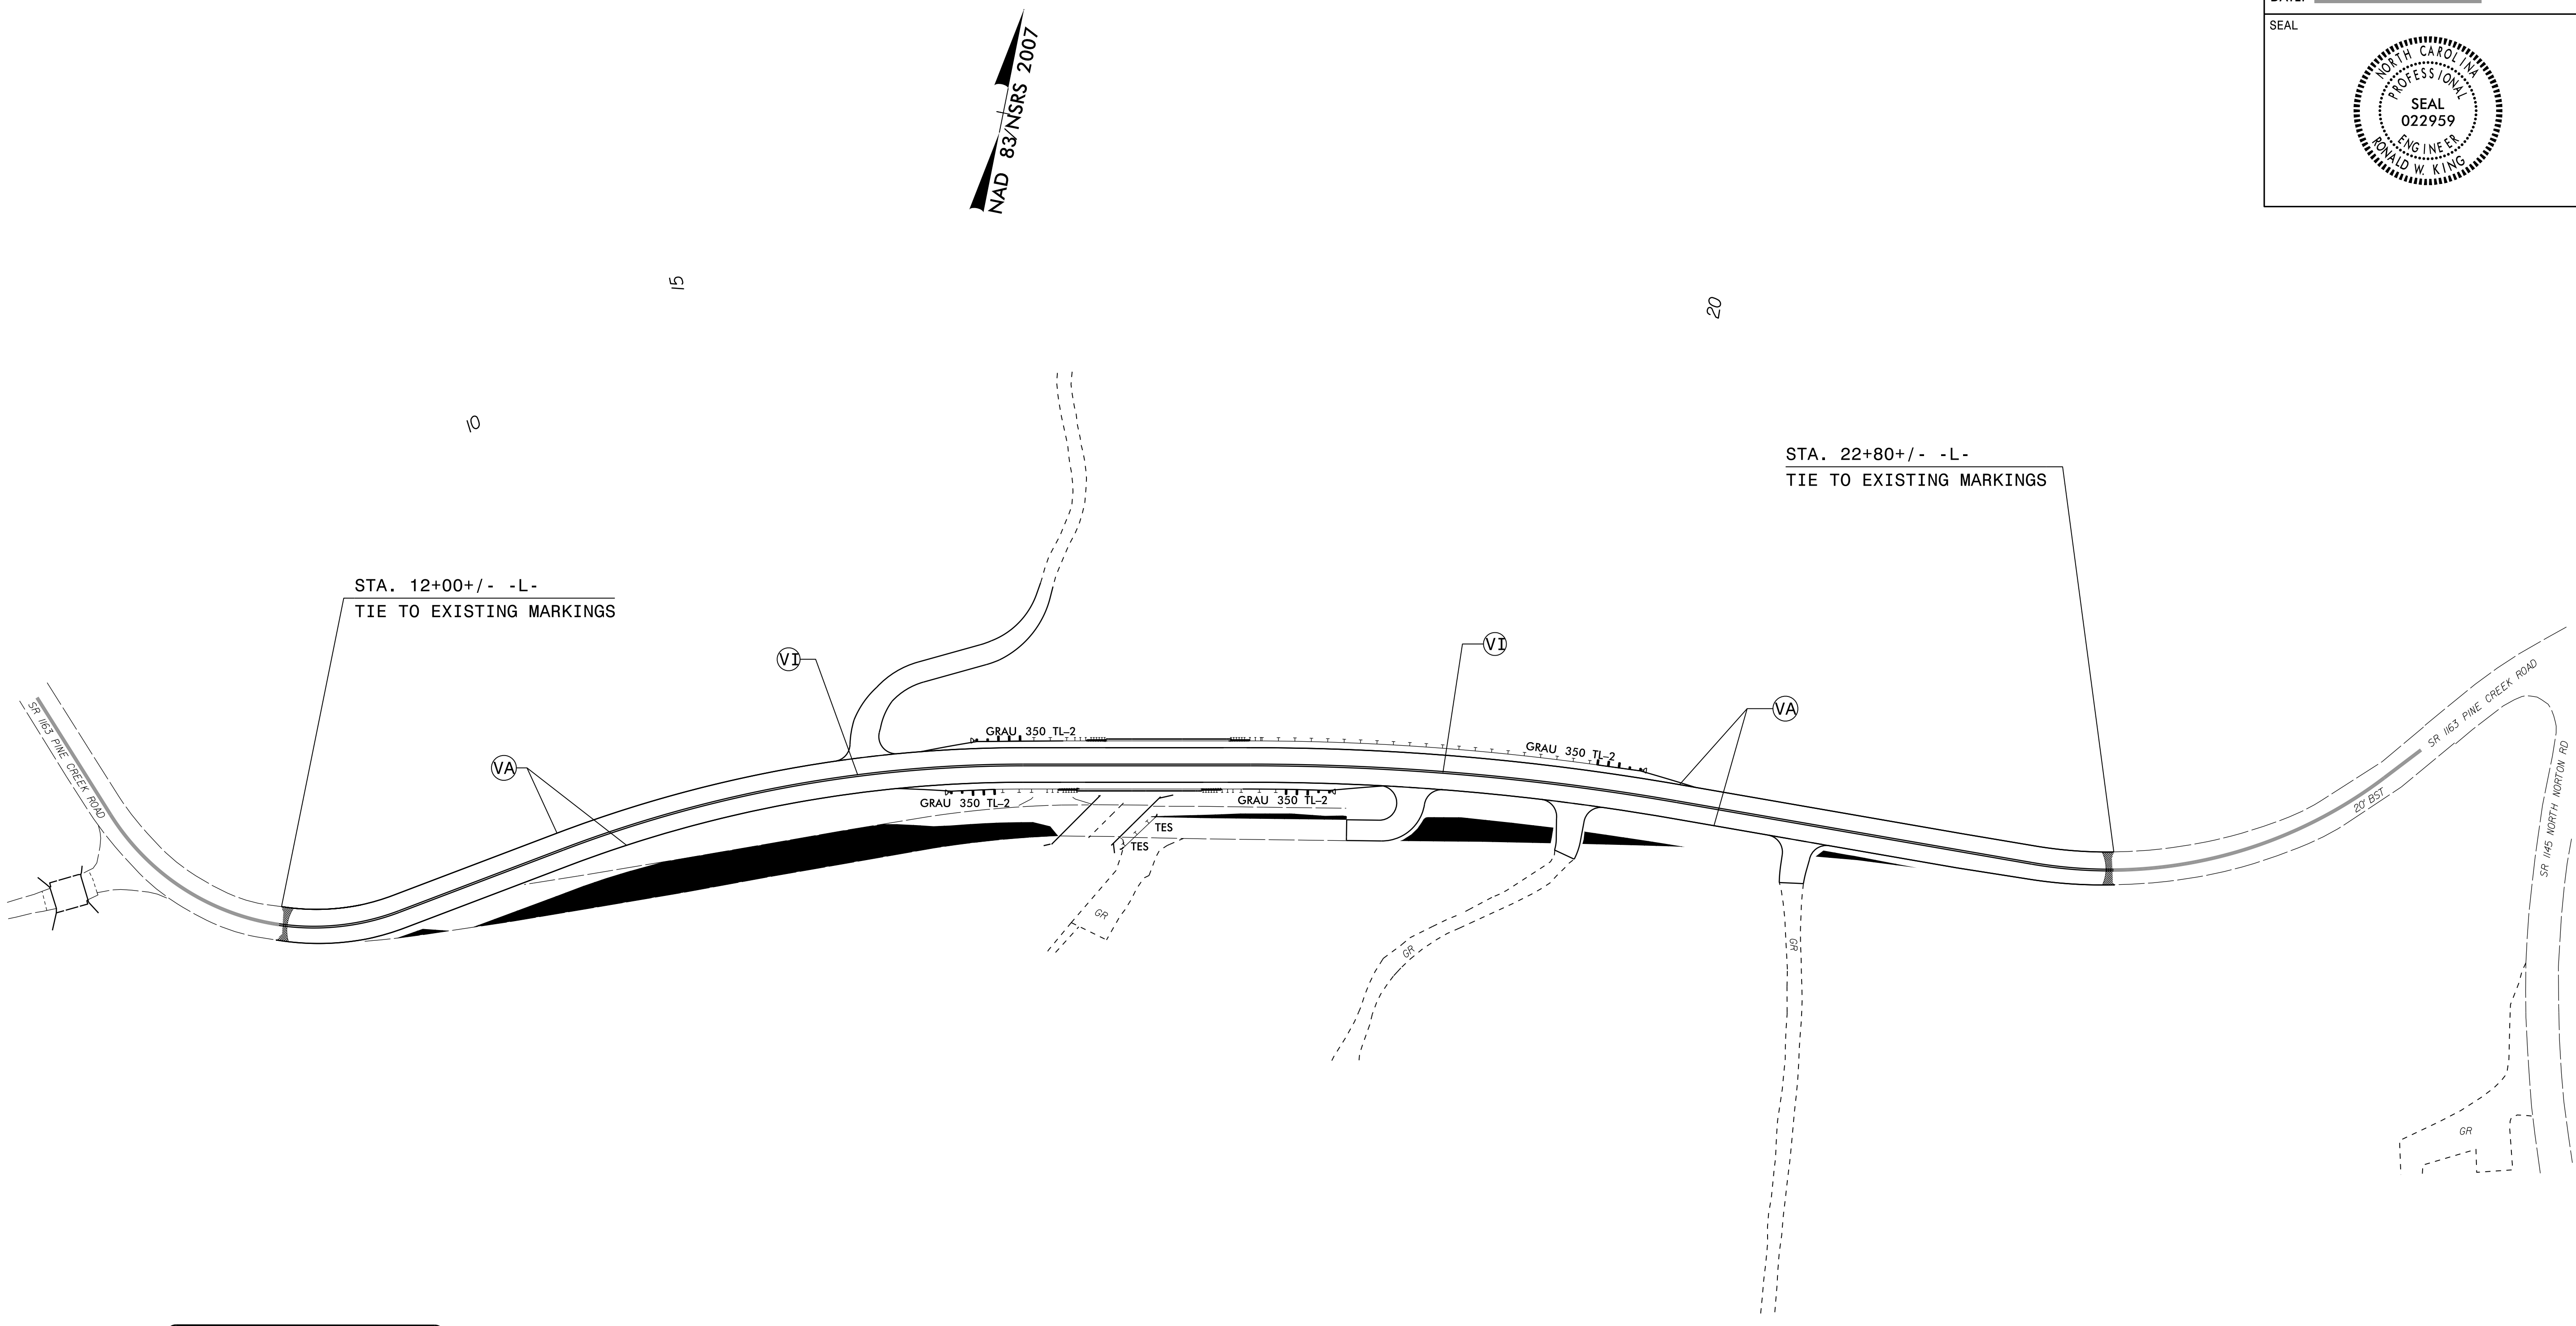 SEAL
NORTH CAROLINA
PROFESSIONAL
SEAL
022959
ENGINEER
RONALD W. KING
NAD 83/NSRS 2007
15
20
10
STA. 22+80+/- -L-
TIE TO EXISTING MARKINGS
STA. 12+00+/- -L-
TIE TO EXISTING MARKINGS
VI
VI
VA
VA
GRAU 350 TL-2
GRAU 350 TL-2
GRAU 350 TL-2
GRAU 350 TL-2
TES
TES
SR 1163 PINE CREEK ROAD
SR 1163 PINE CREEK ROAD
20' BST
SR 1145 NORTH NORTON RD
GR
GR
GR
GR